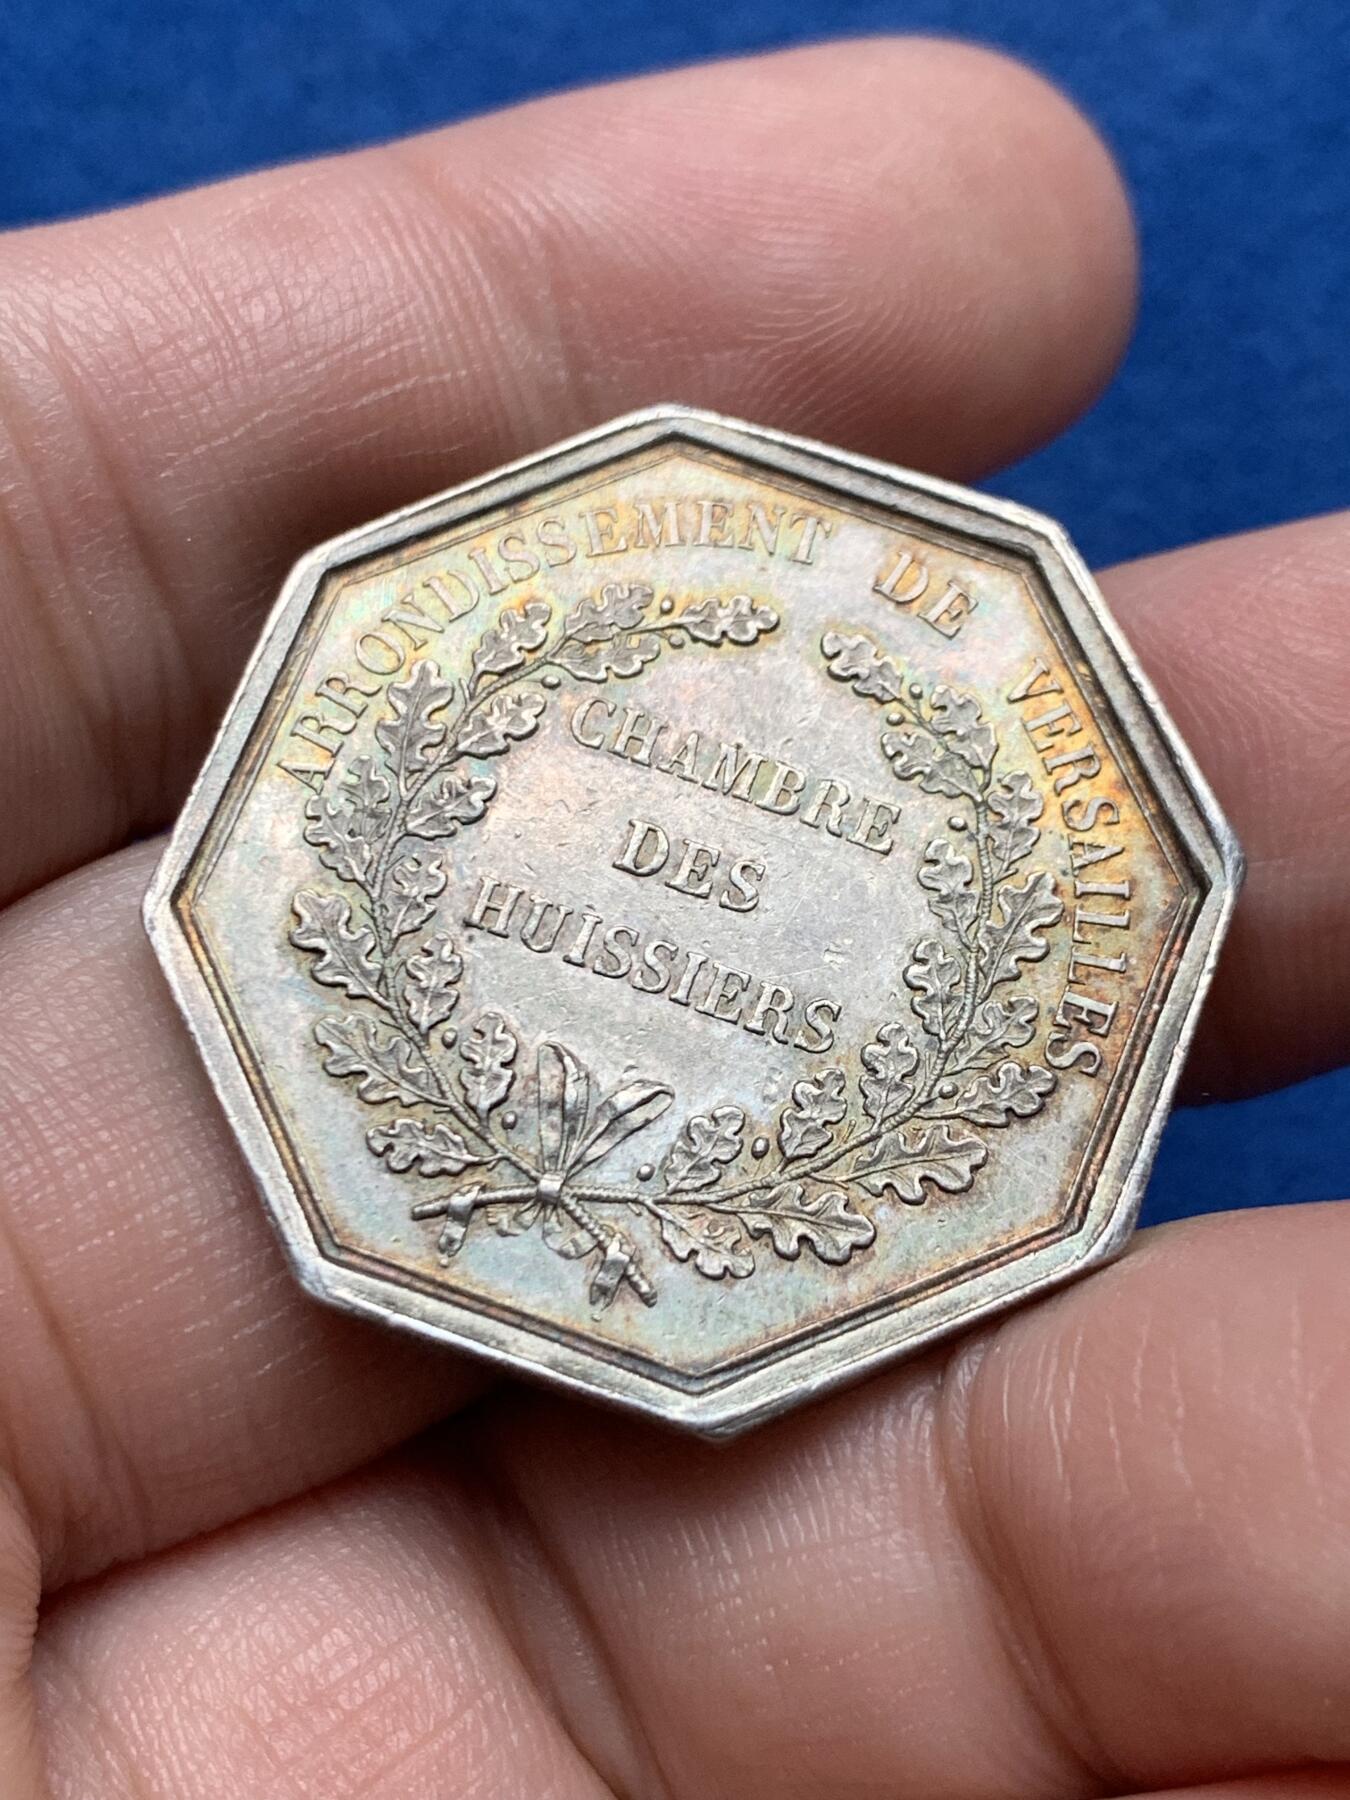 ARRONDISSEMENT DE VERSAILLES
CHAMBRE
DES
HUISSIERS